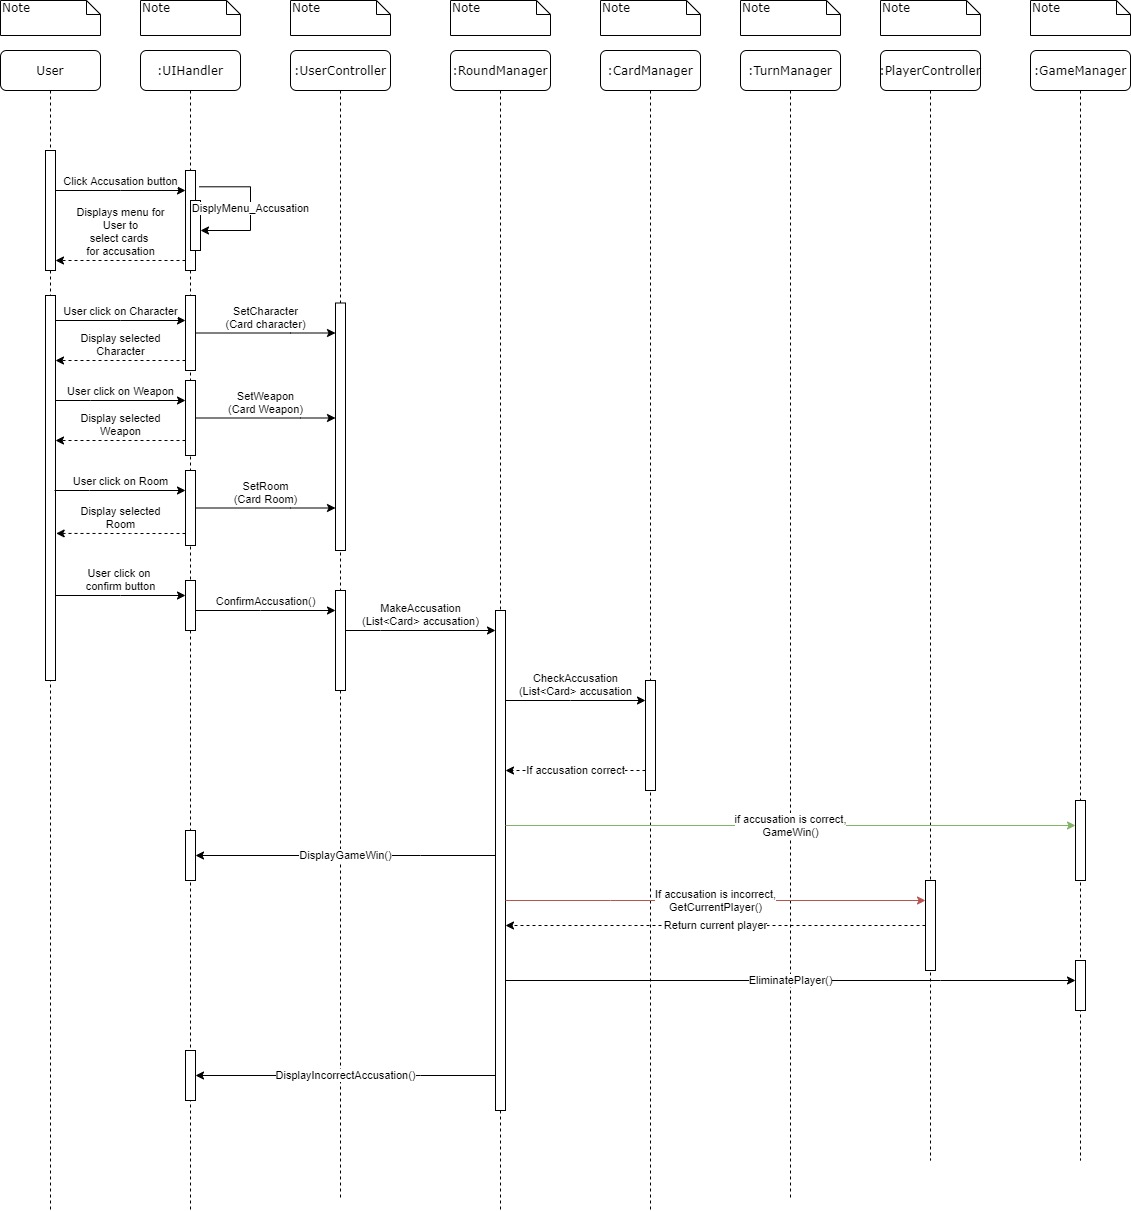 Note
Note
Note
Note
Note
Note
Note
Note
User
:UIHandler
:UserController
:RoundManager
:CardManager
:TurnManager
:PlayerController
:GameManager
Click Accusation button
DisplyMenu_Accusation
Displays menu for
User to
select cards
for accusation
User click on Character
SetCharacter
(Card character)
Display selected
Character
User click on Weapon
SetWeapon
(Card Weapon)
Display selected
Weapon
User click on Room
SetRoom
(Card Room)
Display selected
Room
User click on
confirm button
ConfirmAccusation()
MakeAccusation
(List<Card> accusation)
CheckAccusation
(List<Card> accusation
If accusation correct
if accusation is correct,
GameWin()
DisplayGameWin()
If accusation is incorrect,
GetCurrentPlayer()
Return current player
EliminatePlayer()
DisplayIncorrectAccusation()